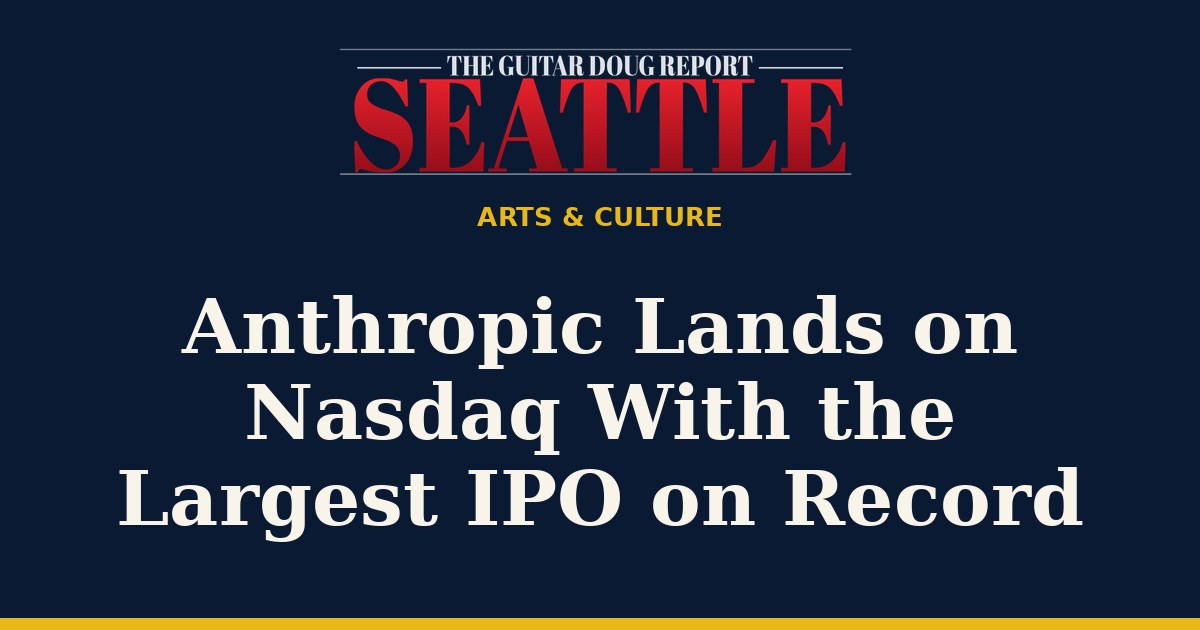 THE GUITAR DOUG REPORT
SEATTLE
ARTS & CULTURE
Anthropic Lands on
Nasdaq With the
Largest IPO on Record